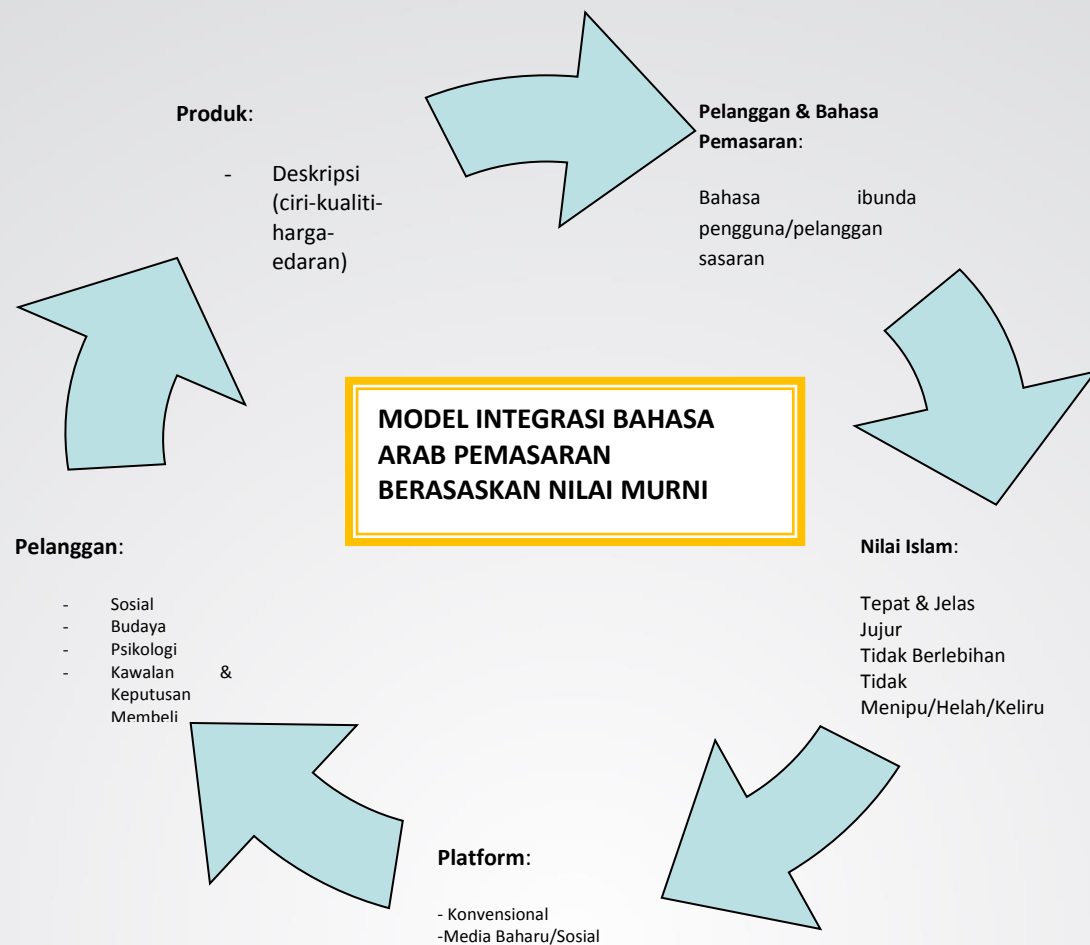 Produk:
- Deskripsi
(ciri-kualiti-
harga-
edaran)
Pelanggan & Bahasa
Pemasaran:
Bahasa ibunda
pengguna/pelanggan
sasaran
MODEL INTEGRASI BAHASA
ARAB PEMASARAN
BERASASKAN NILAI MURNI
Nilai Islam:
Tepat & Jelas
Jujur
Tidak Berlebihan
Tidak
Menipu/Helah/Keliru
Platform:
- Konvensional
-Media Baharu/Sosial
Pelanggan:
- Sosial
- Budaya
- Psikologi
- Kawalan &
Keputusan
Membeli